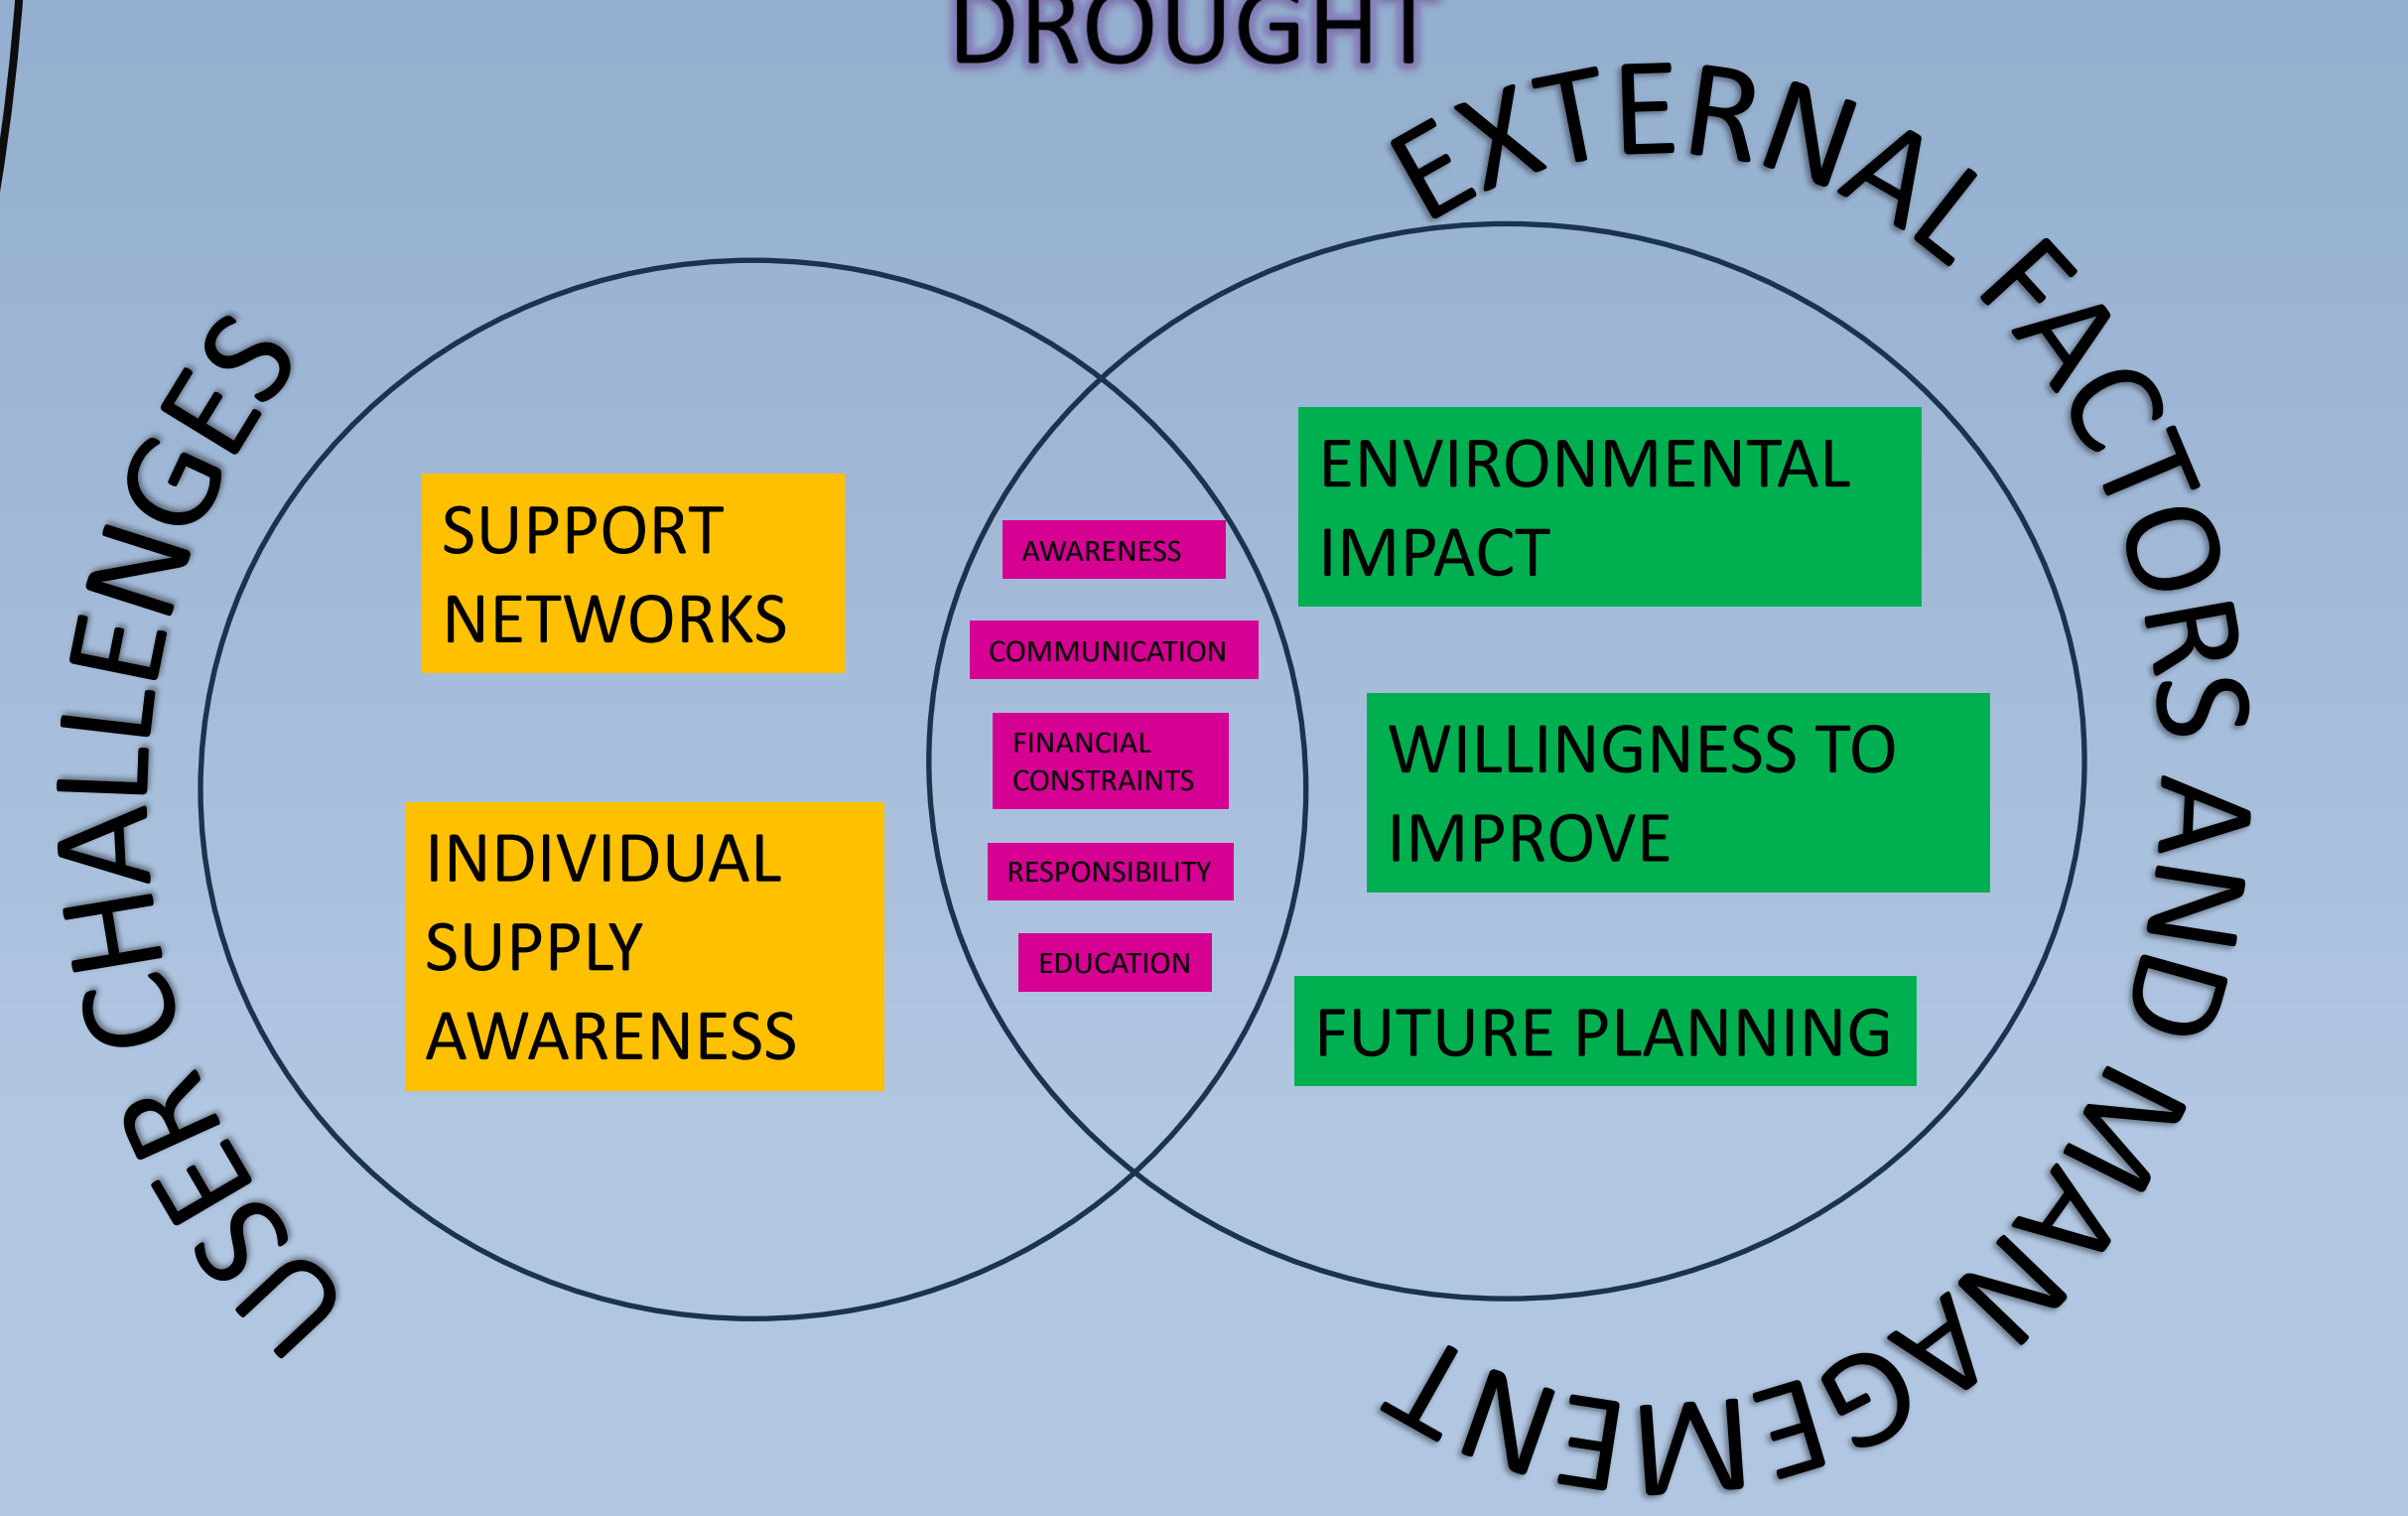 DROUGHT
USER CHALLENGES
EXTERNAL FACTORS AND MANAGEMENT
SUPPORT
NETWORKS
INDIVIDUAL
SUPPLY
AWARENESS
AWARENESS
COMMUNICATION
FINANCIAL
CONSTRAINTS
RESPONSIBILITY
EDUCATION
ENVIRONMENTAL
IMPACT
WILLINGNESS TO
IMPROVE
FUTURE PLANNING